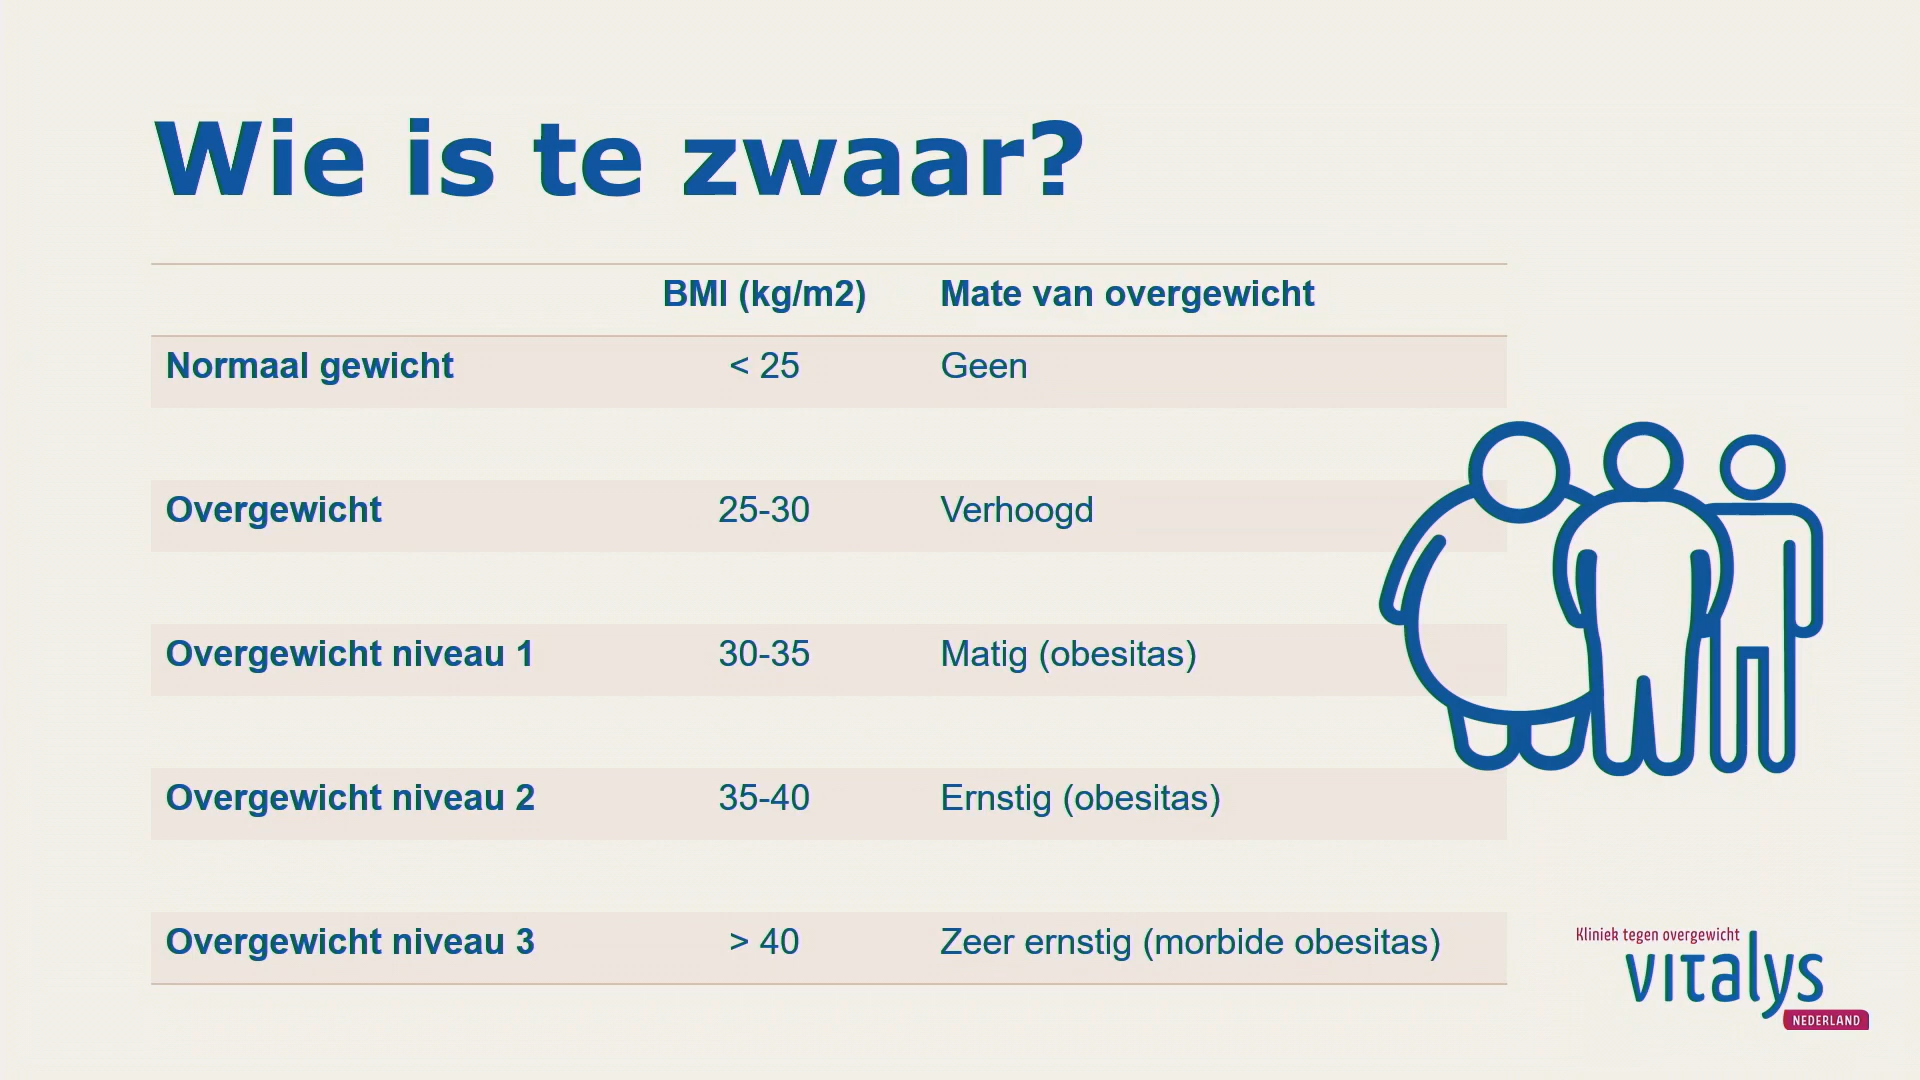 Wie is te zwaar?
BMI (kg/m2) Mate van overgewicht
Normaal gewicht < 25 Geen
Overgewicht 25-30 Verhoogd
Overgewicht niveau 1 30-35 Matig (obesitas)
Overgewicht niveau 2 35-40 Ernstig (obesitas)
Overgewicht niveau 3 > 40 Zeer ernstig (morbide obesitas)
Kliniek tegen overgewicht
vitalys
NEDERLAND